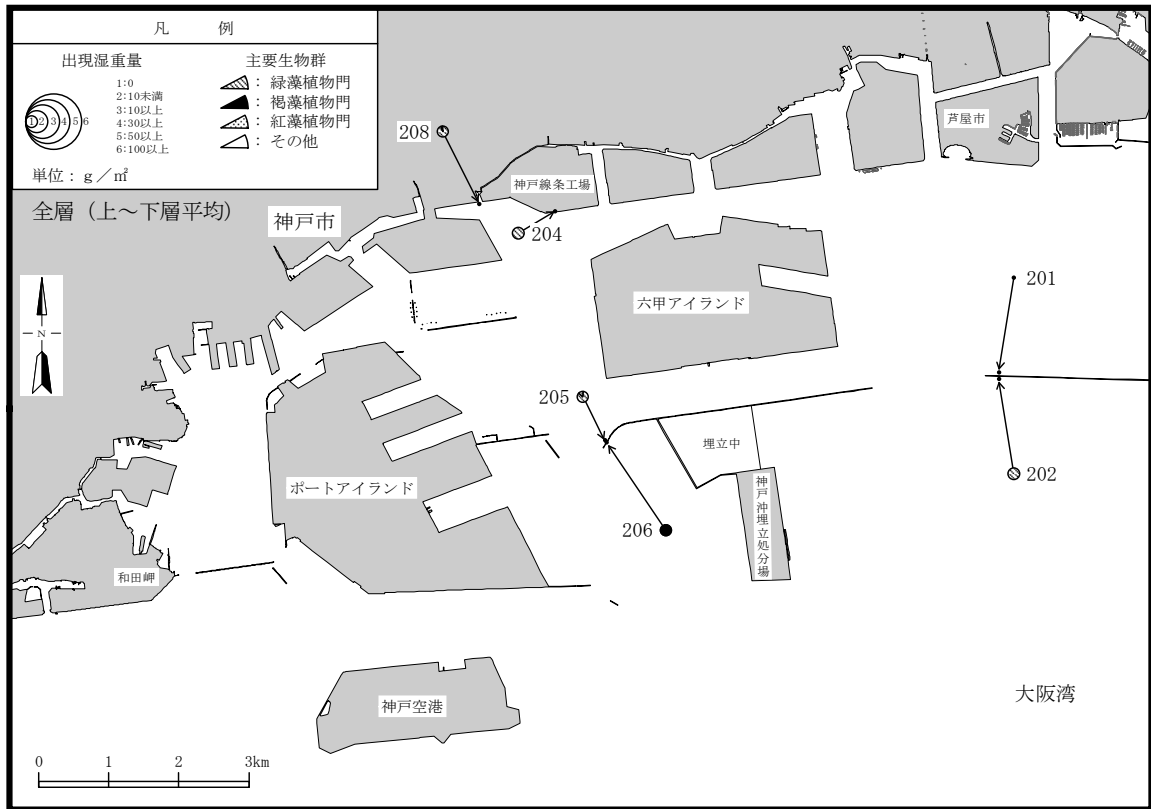 凡　　例
出現湿重量
1:0
2:10未満
3:10以上
4:30以上
5:50以上
6:100以上
1 2 3 4 5 6
主要生物群
：緑藻植物門
：褐藻植物門
：紅藻植物門
：その他
単位：g／㎡
全層（上～下層平均）
208
神戸市
神戸線条工場
204
芦屋市
N
六甲アイランド
201
205
埋立中
ポートアイランド
神戸沖埋立処分場
202
206
和田岬
神戸空港
大阪湾
0 1 2 3km